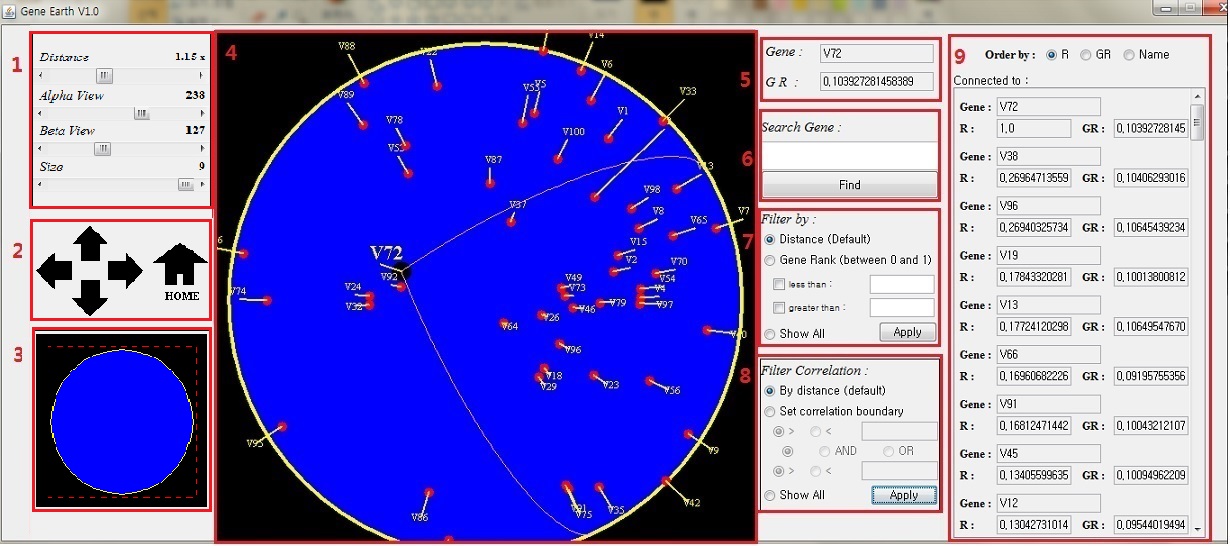 Gene Earth V1.0
1
Distance 1.15 x
Alpha View 238
Beta View 127
Size 9
2
HOME
3
4
V88
V22
V14
V6
V89
V5
V33
V78
V1
V100
V87
V13
V98
V37
V8
V65
V7
V72
V15
V92
V2
V70
V54
V74
V24
V49
V73
V4
V32
V46
V79
V97
V26
V64
V96
V18
V29
V23
V56
V95
V9
V86
V75
V35
V42
5
Gene : V72
G R : 0,103927281458389
6
Search Gene :
Find
7
Filter by :
Distance (Default)
Gene Rank (between 0 and 1)
less than :
greater than :
Show All Apply
8
Filter Correlation :
By distance (default)
Set correlation boundary
> <
AND OR
> <
Show All Apply
9 Order by : R GR Name
Connected to :
Gene : V72
R : 1,0 GR : 0,10392728145
Gene : V38
R : 0,26964713559 GR : 0,10406293016
Gene : V96
R : 0,26940325734 GR : 0,10645439234
Gene : V19
R : 0,17843320281 GR : 0,10013800812
Gene : V13
R : 0,17724120298 GR : 0,10649547670
Gene : V66
R : 0,16960682226 GR : 0,09195755356
Gene : V91
R : 0,16812471442 GR : 0,10043212107
Gene : V45
R : 0,13405599635 GR : 0,10094962209
Gene : V12
R : 0,13042731014 GR : 0,09544019494